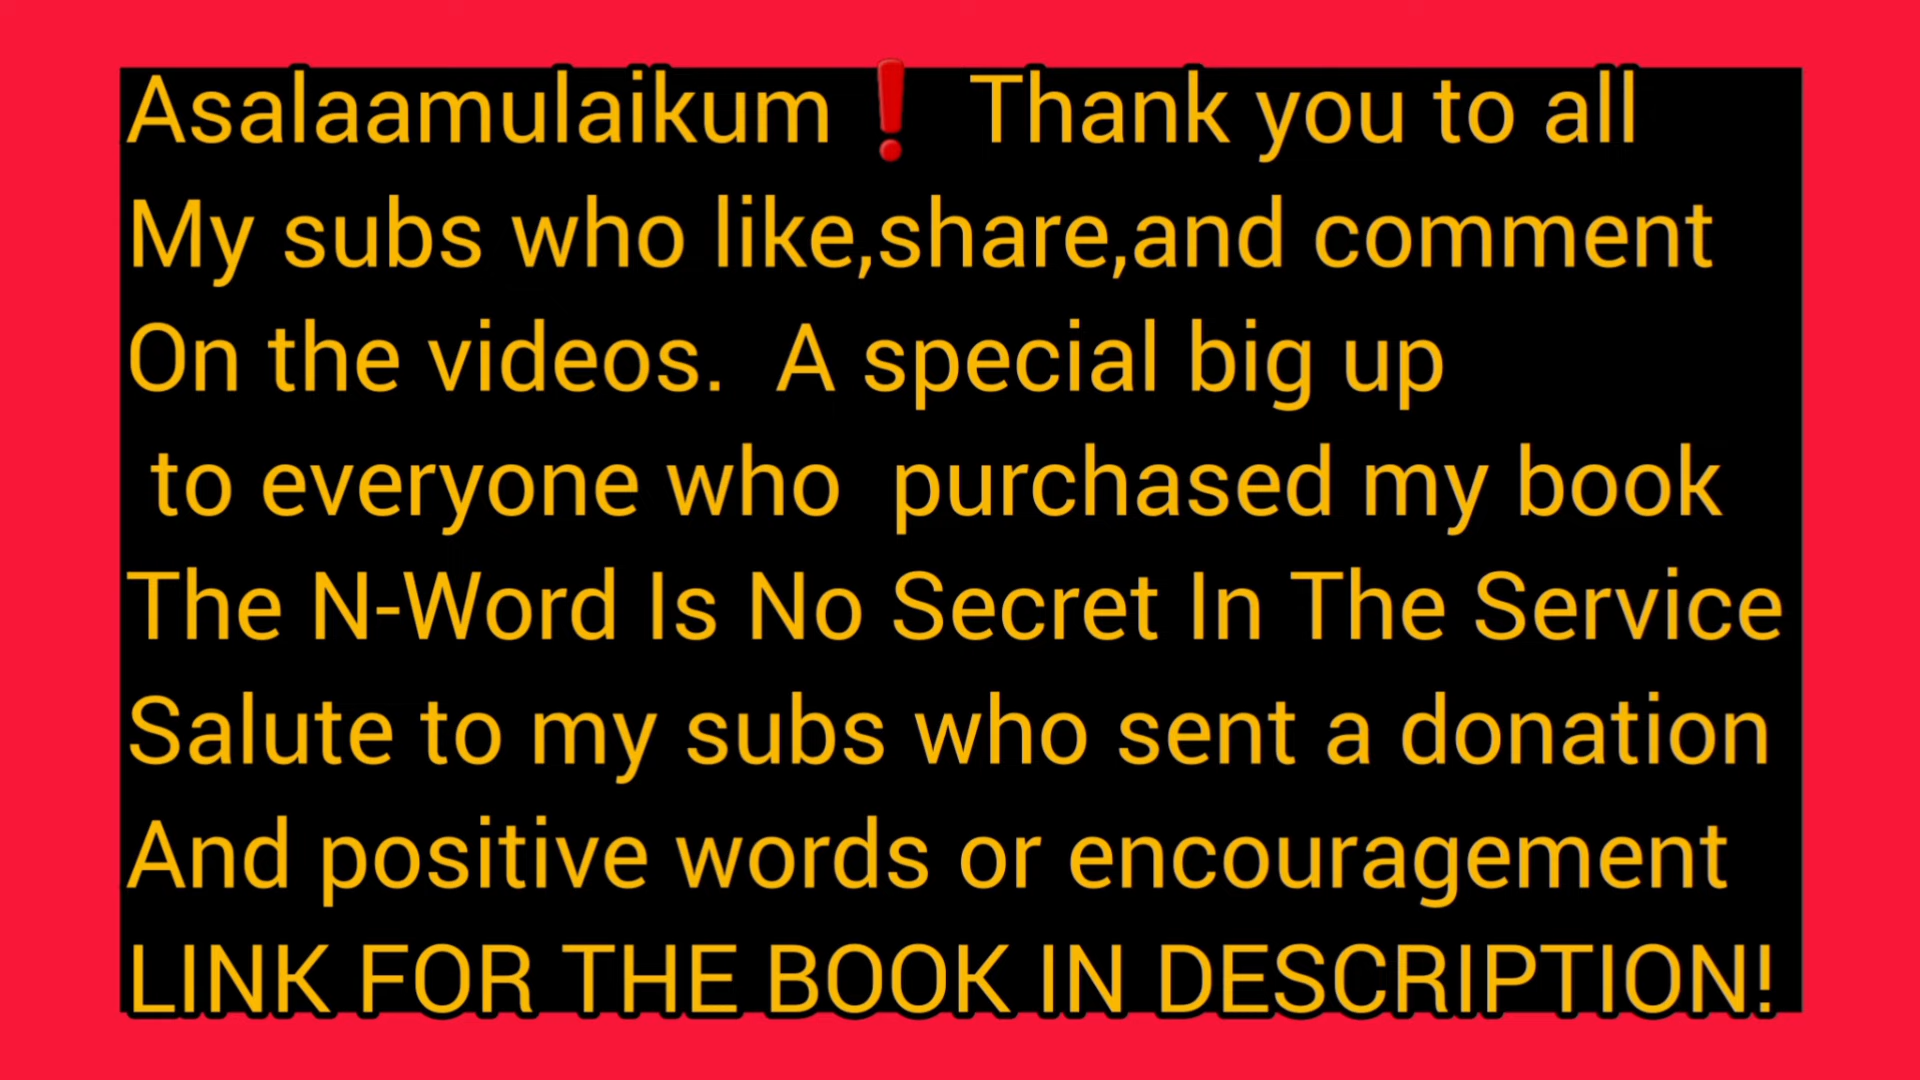 Asalaamulaikum❗ Thank you to all
My subs who like,share,and comment
On the videos.  A special big up
 to everyone who  purchased my book
The N-Word Is No Secret In The Service
Salute to my subs who sent a donation
And positive words or encouragement
LINK FOR THE BOOK IN DESCRIPTION!